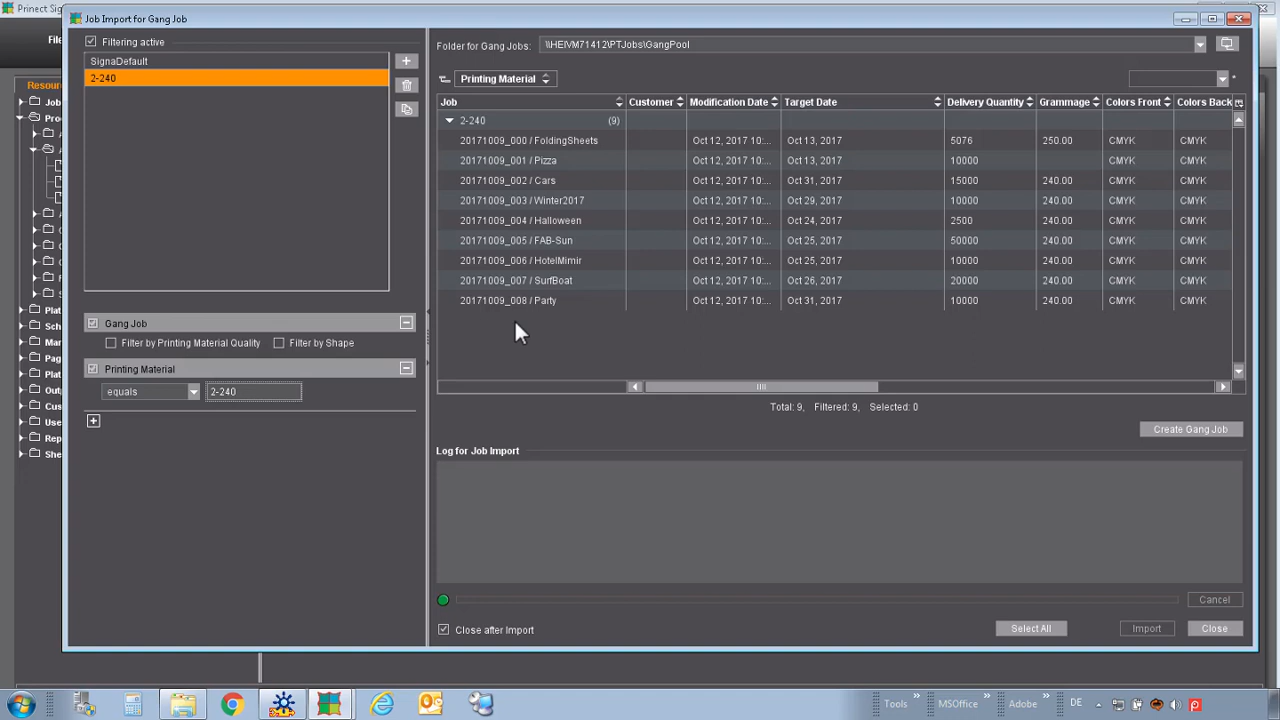 Prinect Sig
Job Import for Gang Job
File
Filtering active
Folder for Gang Jobs: \\HEIVM71412\PTJobs\GangPool
SignaDefault
2-240
Printing Material
Resour
Job
Pro
Job Customer Modification Date Target Date Delivery Quantity Grammage Colors Front Colors Back
2-240 (9)
20171009_000 / FoldingSheets Oct 12, 2017 10:... Oct 13, 2017 5076 250.00 CMYK CMYK
20171009_001 / Pizza Oct 12, 2017 10:... Oct 13, 2017 10000 CMYK CMYK
20171009_002 / Cars Oct 12, 2017 10:... Oct 31, 2017 15000 240.00 CMYK CMYK
20171009_003 / Winter2017 Oct 12, 2017 10:... Oct 29, 2017 10000 240.00 CMYK CMYK
20171009_004 / Halloween Oct 12, 2017 10:... Oct 24, 2017 2500 240.00 CMYK CMYK
20171009_005 / FAB-Sun Oct 12, 2017 10:... Oct 25, 2017 50000 240.00 CMYK CMYK
20171009_006 / HotelMimir Oct 12, 2017 10:... Oct 25, 2017 10000 240.00 CMYK CMYK
20171009_007 / SurfBoat Oct 12, 2017 10:... Oct 26, 2017 20000 240.00 CMYK CMYK
20171009_008 / Party Oct 12, 2017 10:... Oct 31, 2017 10000 240.00 CMYK CMYK
Plat
Sch
Mar
Pag
Plat
Out
Cus
Use
Rep
She
Gang Job
Filter by Printing Material Quality Filter by Shape
Printing Material
equals 2-240
Total: 9, Filtered: 9, Selected: 0
Create Gang Job
Log for Job Import
Cancel
Close after Import Select All Import Close
Tools MSOffice Adobe DE